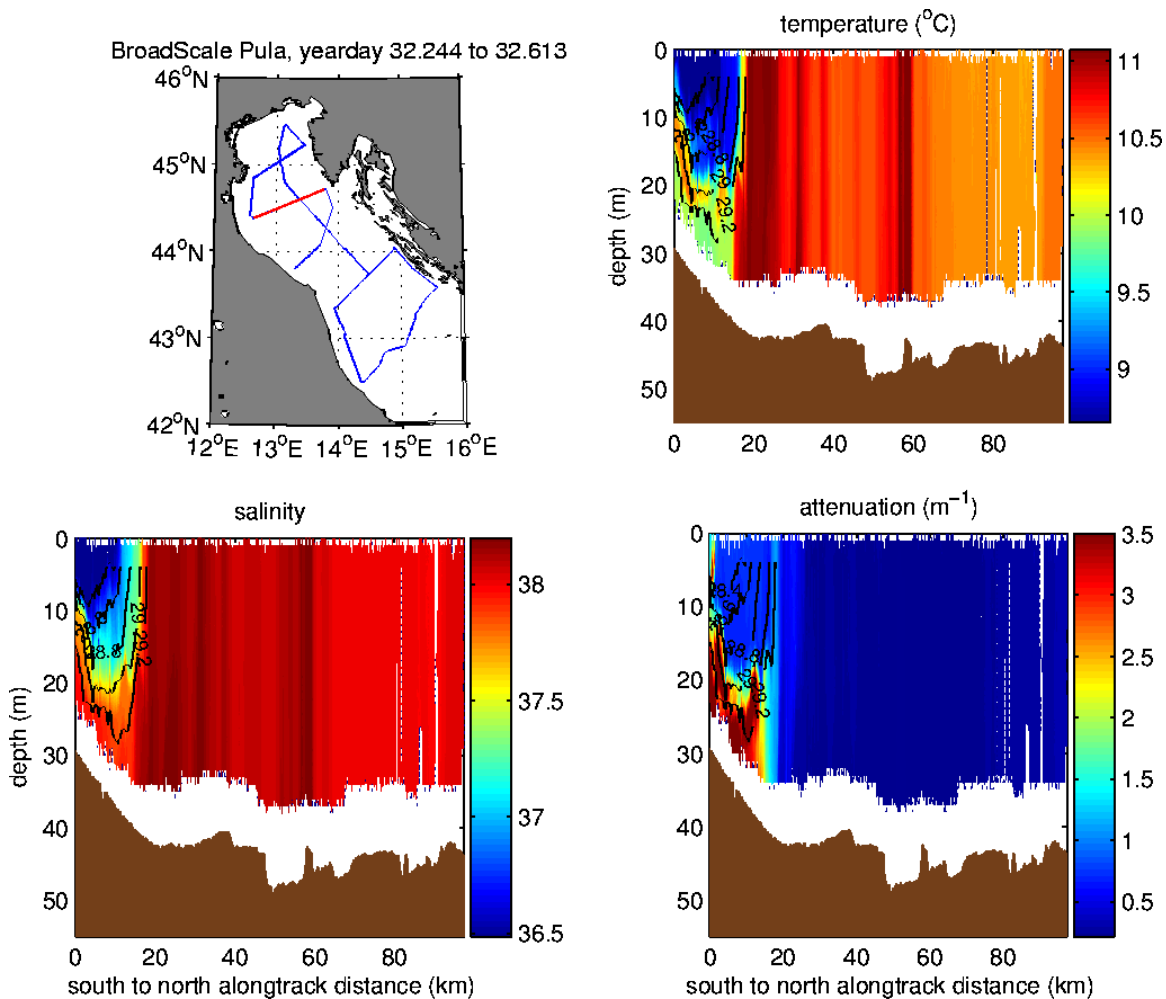 BroadScale Pula, yearday 32.244 to 32.613
46°N
45°N
44°N
43°N
42°N
12°E 13°E 14°E 15°E 16°E
temperature (°C)
0
10
20
30
40
50
depth (m)
0 20 40 60 80
11
10.5
10
9.5
9
28.8
29
29.2
salinity
0
10
20
30
40
50
depth (m)
0 20 40 60 80
south to north alongtrack distance (km)
38
37.5
37
36.5
28.8
29
29.2
attenuation (m⁻¹)
0
10
20
30
40
50
0 20 40 60 80
south to north alongtrack distance (km)
3.5
3
2.5
2
1.5
1
0.5
28.8
29
29.2